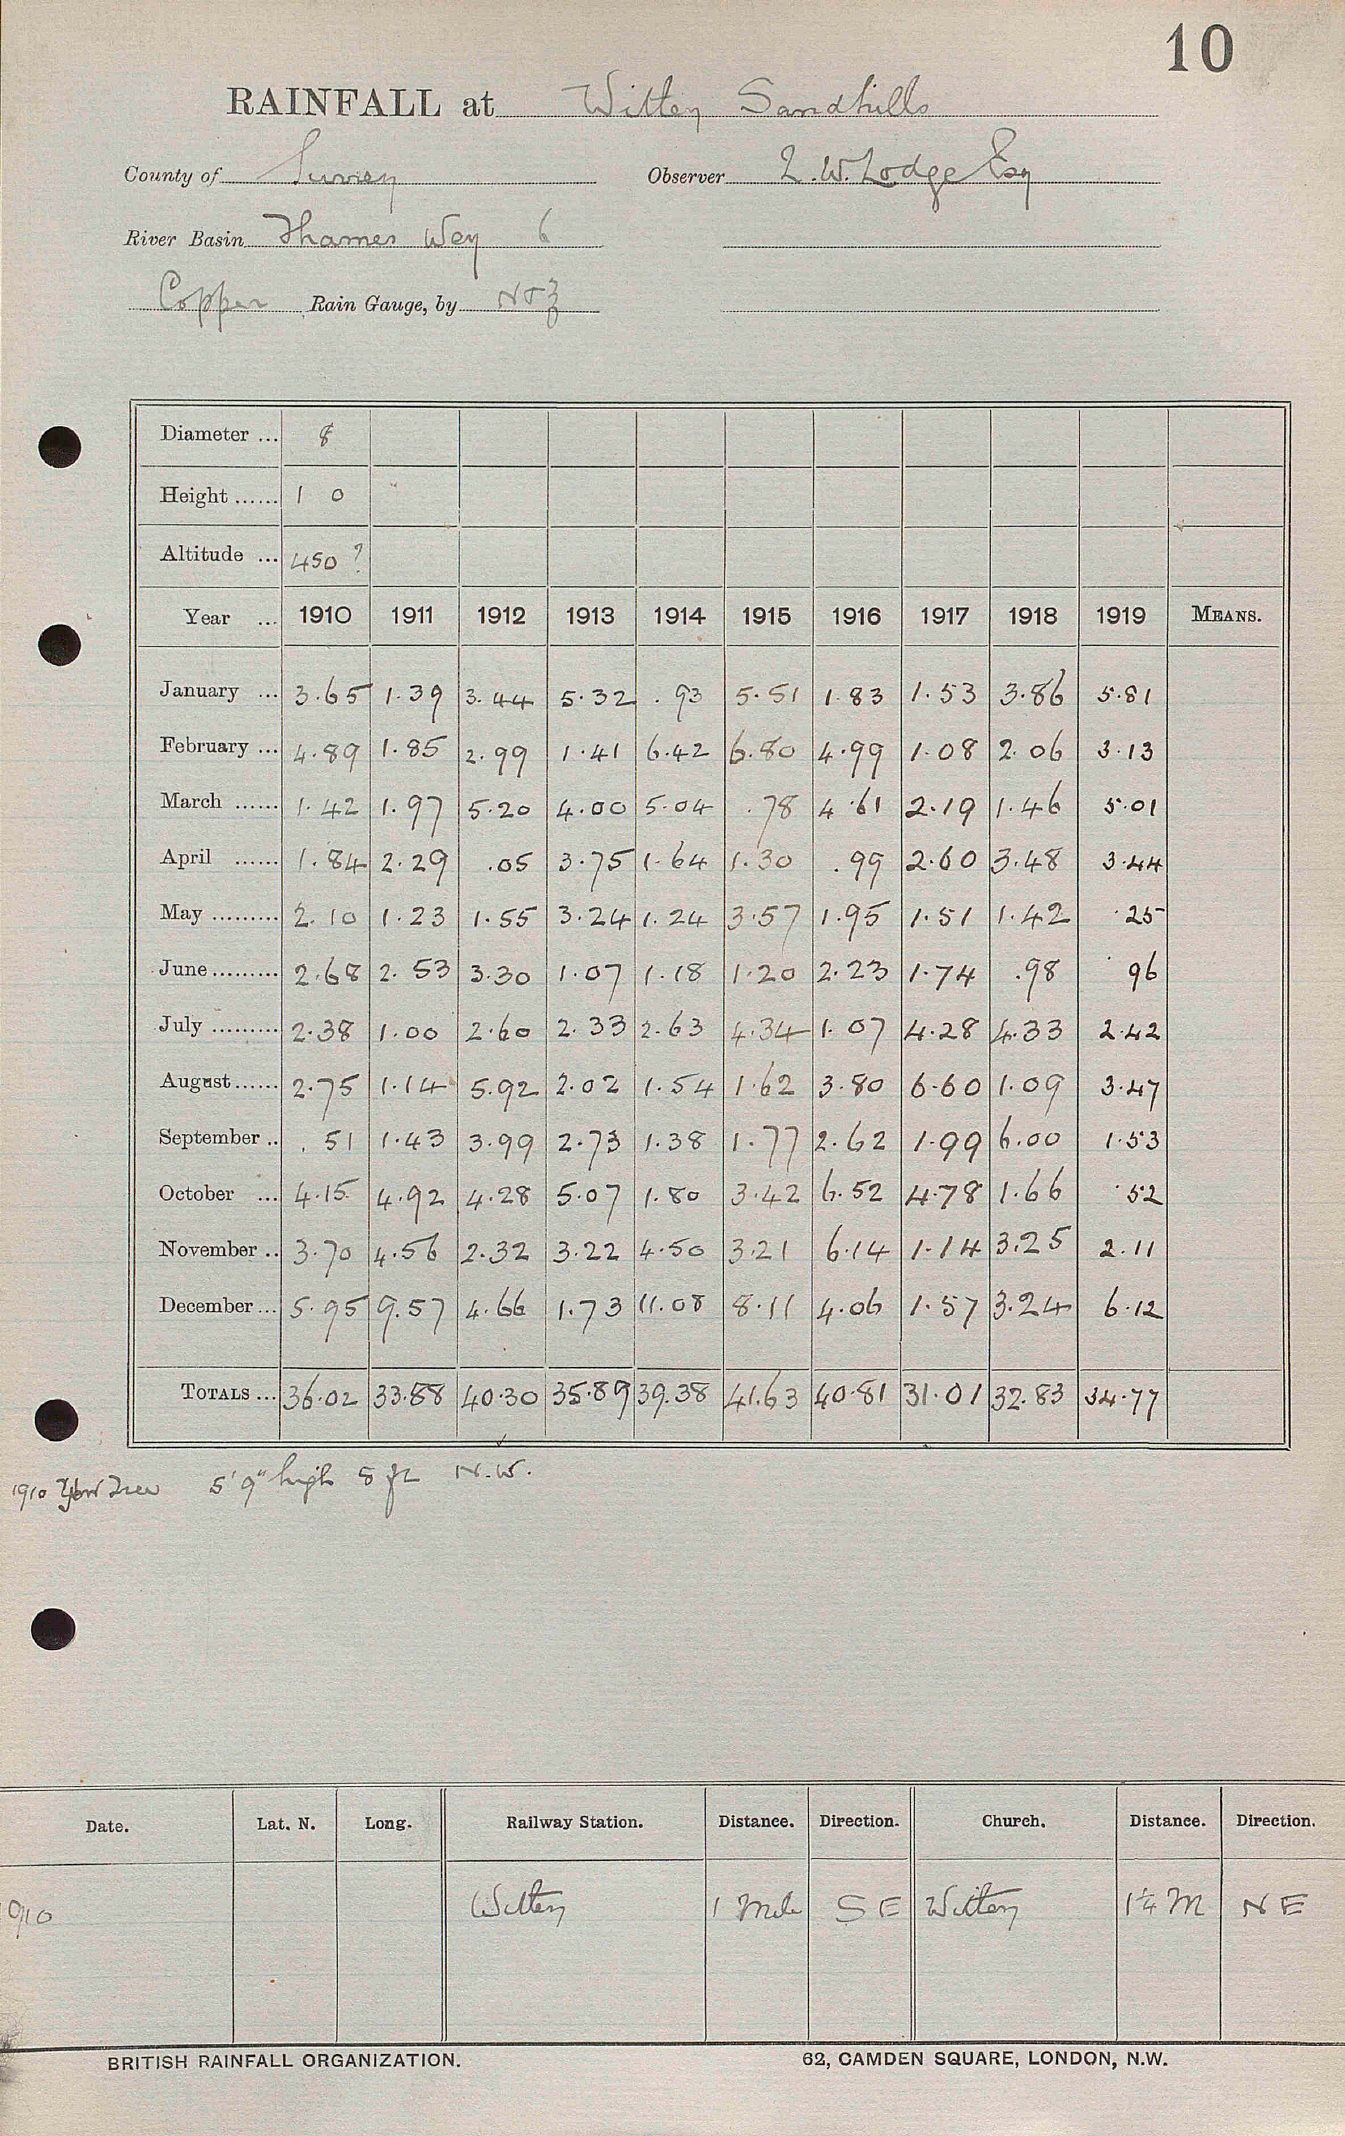 10
RAINFALL at Witley Sandhills
County of Surrey Observer L.W. Lodge Esq
River Basin Thames Wey 6
Copper Rain Gauge, by N & Z
Diameter ... 8
Height ...... 1 0
Altitude ... 450 ?
Year ... 1910 1911 1912 1913 1914 1915 1916 1917 1918 1919 MEANS.
January ... 3.65 1.39 3.44 5.32 .93 5.51 1.83 1.53 3.86 5.81
February ... 4.89 1.85 2.99 1.41 6.42 6.80 4.99 1.08 2.06 3.13
March ...... 1.42 1.97 5.20 4.00 5.04 .78 4.61 2.19 1.46 5.01
April ...... 1.84 2.29 .05 3.75 1.64 1.30 .99 2.60 3.48 3.44
May ......... 2.10 1.23 1.55 3.24 1.24 3.57 1.95 1.51 1.42 .25
June ......... 2.68 2.53 3.30 1.07 1.18 1.20 2.23 1.74 .98 .96
July ......... 2.38 1.00 2.60 2.33 2.63 4.34 1.07 4.28 4.33 2.42
August ...... 2.75 1.14 5.92 2.02 1.54 1.62 3.80 6.60 1.09 3.47
September .. .51 1.43 3.99 2.73 1.38 1.77 2.62 1.99 6.00 1.53
October ... 4.15 4.92 4.28 5.07 1.80 3.42 6.52 4.78 1.66 .52
November .. 3.70 4.56 2.32 3.22 4.50 3.21 6.14 1.14 3.25 2.11
December ... 5.95 9.57 4.66 1.73 11.08 8.11 4.06 1.57 3.24 6.12
TOTALS ... 36.02 33.88 40.30 35.89 39.38 41.63 40.81 31.01 32.83 34.77
1910 Yew Tree 5'9" high 8 ft N.W.
Date. Lat. N. Long. Railway Station. Distance. Direction. Church. Distance. Direction.
1910 Witley 1 Mile SE Witley 1¼ M NE
BRITISH RAINFALL ORGANIZATION. 62, CAMDEN SQUARE, LONDON, N.W.